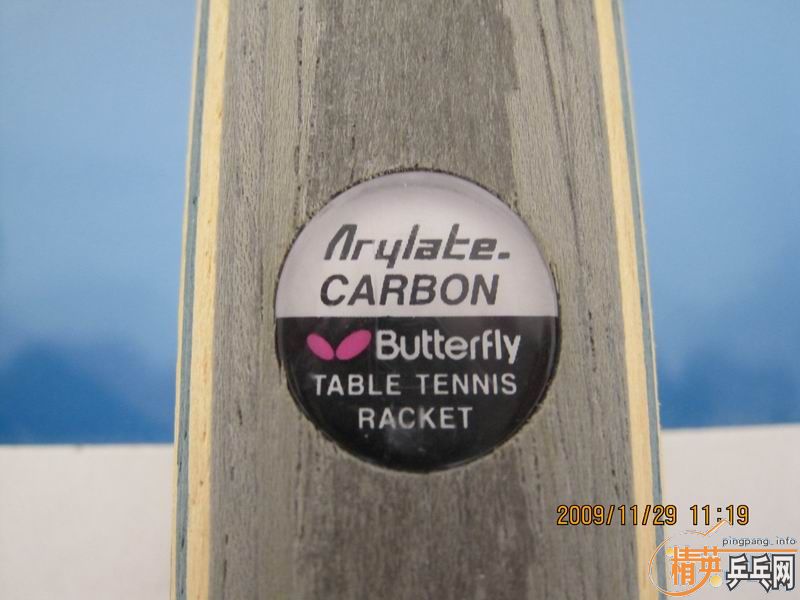 Arylate.
CARBON
Butterfly
TABLE TENNIS
RACKET
2009/11/29 11:19
pingpang.info
精英乒乓网